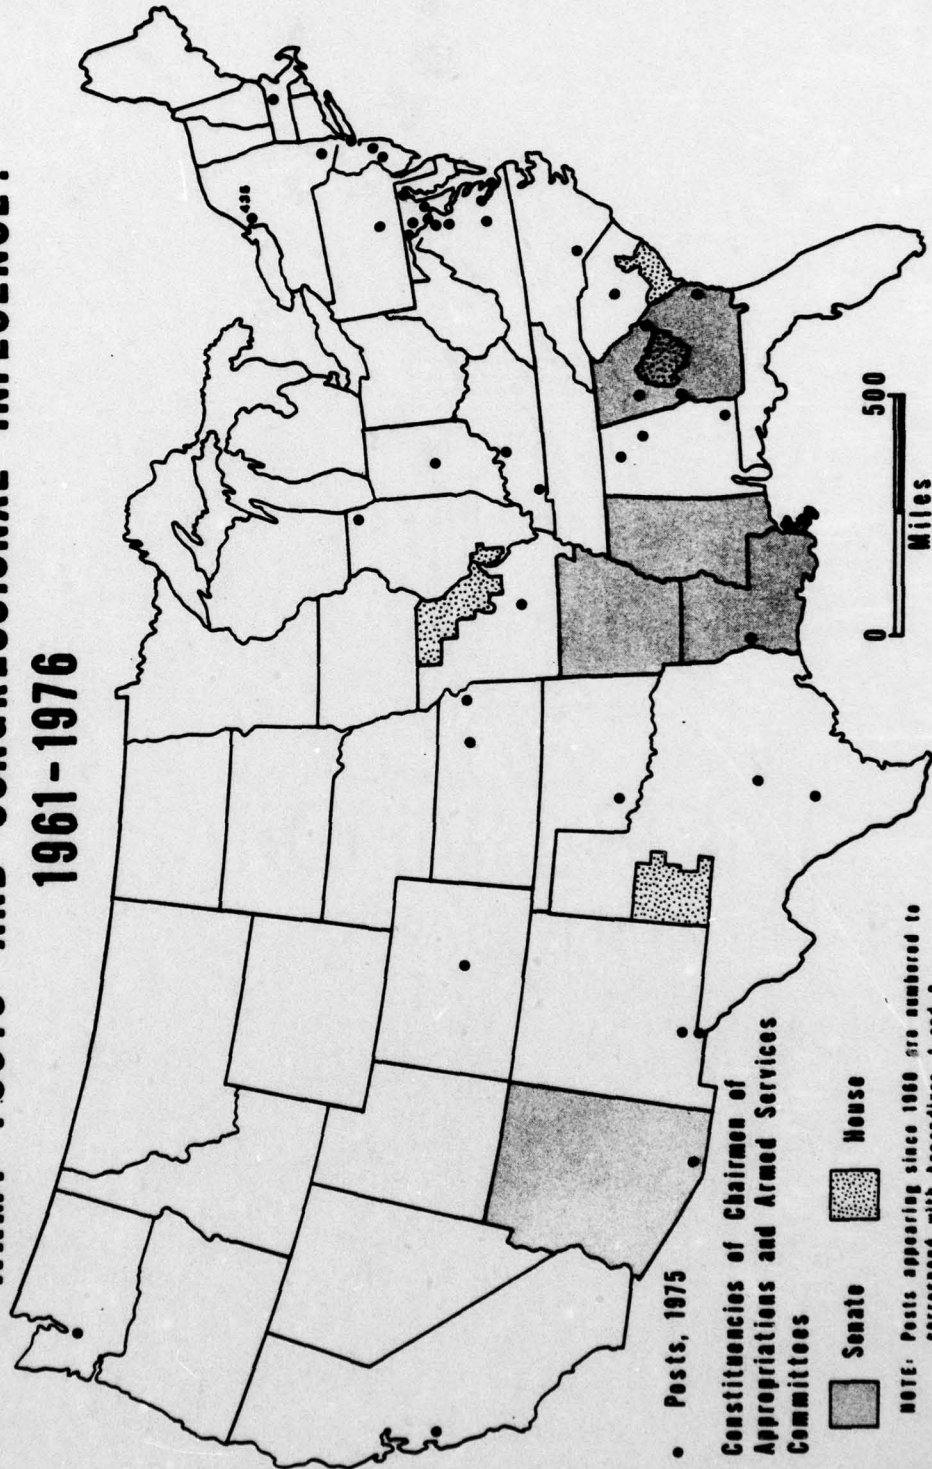 1961-1976
435
0 500
Miles
• Posts, 1975
Constituencies of Chairmen of
Appropriations and Armed Services
Committees
Senate House
NOTE: Posts appearing since 1960 are numbered to